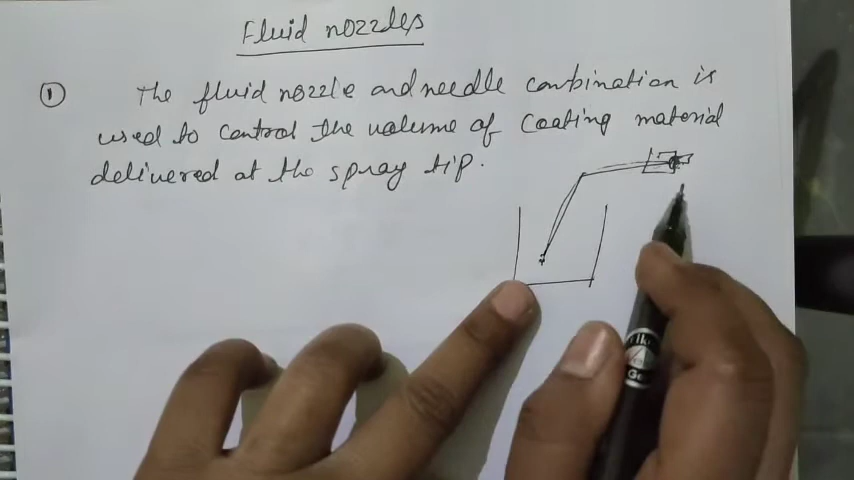 Fluid nozzles
① The fluid nozzle and needle combination is
used to control the volume of coating material
delivered at the spray tip.